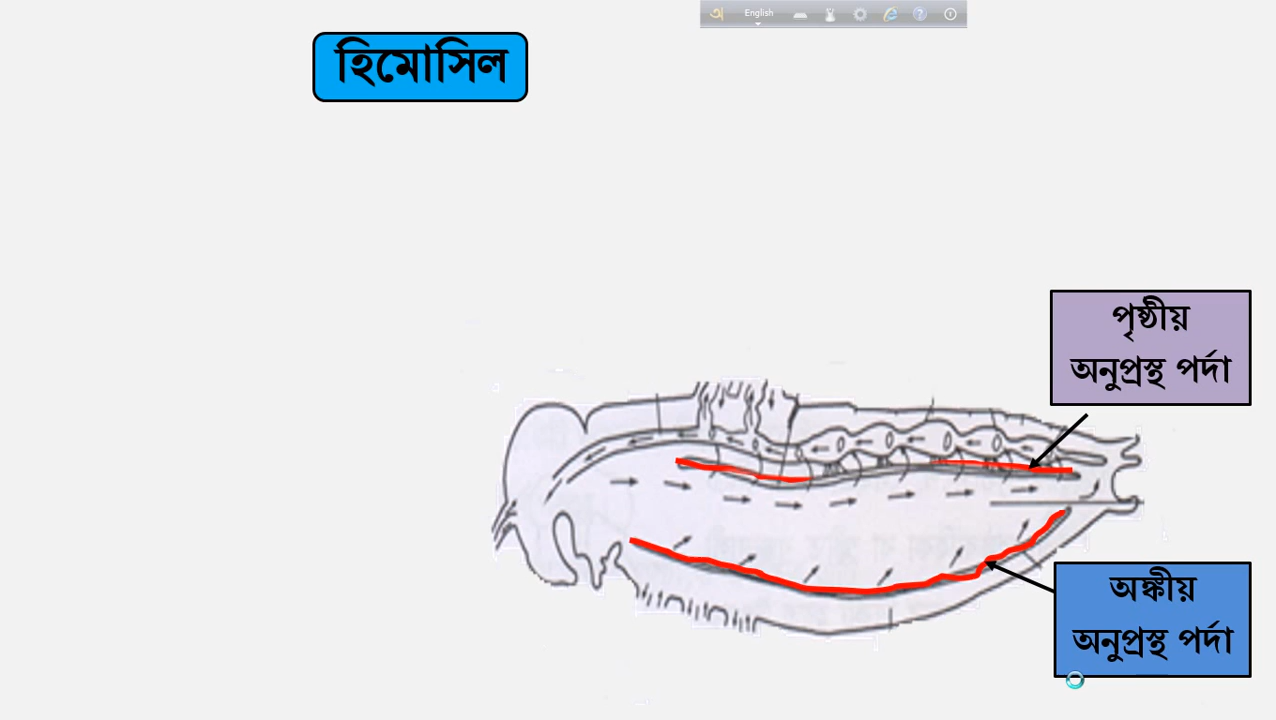 English
হিমোসিল
পৃষ্ঠীয়
অনুপ্রস্থ পর্দা
অঙ্কীয়
অনুপ্রস্থ পর্দা